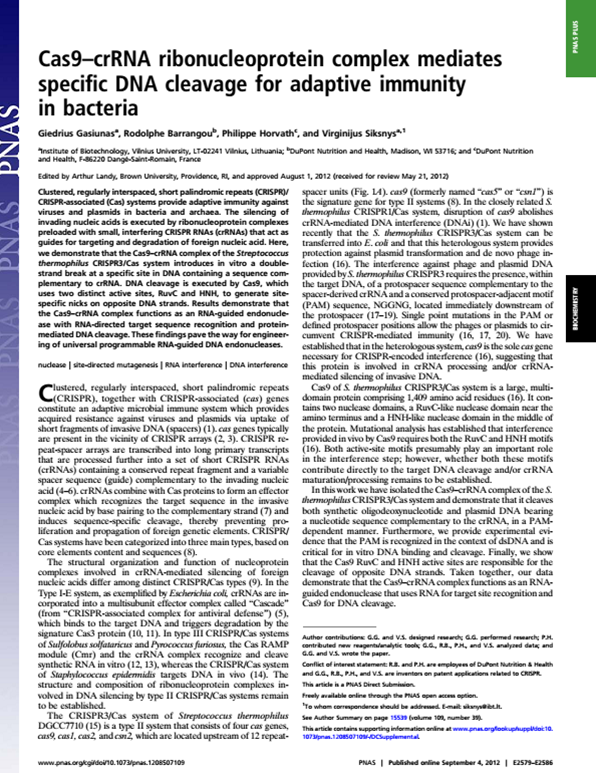 PNAS PLUS
Cas9–crRNA ribonucleoprotein complex mediates
specific DNA cleavage for adaptive immunity
in bacteria
Giedrius Gasiunasᵃ, Rodolphe Barrangouᵇ, Philippe Horvathᶜ, and Virginijus Siksnysᵃ,¹
ᵃInstitute of Biotechnology, Vilnius University, LT-02241 Vilnius, Lithuania; ᵇDuPont Nutrition and Health, Madison, WI 53716; and ᶜDuPont Nutrition
and Health, F-86220 Dangé-Saint-Romain, France
Edited by Arthur Landy, Brown University, Providence, RI, and approved August 1, 2012 (received for review May 21, 2012)
Clustered, regularly interspaced, short palindromic repeats (CRISPR)/
CRISPR-associated (Cas) systems provide adaptive immunity against
viruses and plasmids in bacteria and archaea. The silencing of
invading nucleic acids is executed by ribonucleoprotein complexes
preloaded with small, interfering CRISPR RNAs (crRNAs) that act as
guides for targeting and degradation of foreign nucleic acid. Here,
we demonstrate that the Cas9–crRNA complex of the Streptococcus
thermophilus CRISPR3/Cas system introduces in vitro a double-
strand break at a specific site in DNA containing a sequence com-
plementary to crRNA. DNA cleavage is executed by Cas9, which
uses two distinct active sites, RuvC and HNH, to generate site-
specific nicks on opposite DNA strands. Results demonstrate that
the Cas9–crRNA complex functions as an RNA-guided endonucle-
ase with RNA-directed target sequence recognition and protein-
mediated DNA cleavage. These findings pave the way for engineer-
ing of universal programmable RNA-guided DNA endonucleases.
nuclease | site-directed mutagenesis | RNA interference | DNA interference
Clustered, regularly interspaced, short palindromic repeats
(CRISPR), together with CRISPR-associated (cas) genes
constitute an adaptive microbial immune system which provides
acquired resistance against viruses and plasmids via uptake of
short fragments of invasive DNA (spacers) (1). cas genes typically
are present in the vicinity of CRISPR arrays (2, 3). CRISPR re-
peat-spacer arrays are transcribed into long primary transcripts
that are processed further into a set of short CRISPR RNAs
(crRNAs) containing a conserved repeat fragment and a variable
spacer sequence (guide) complementary to the invading nucleic
acid (4–6). crRNAs combine with Cas proteins to form an effector
complex which recognizes the target sequence in the invasive
nucleic acid by base pairing to the complementary strand (7) and
induces sequence-specific cleavage, thereby preventing pro-
liferation and propagation of foreign genetic elements. CRISPR/
Cas systems have been categorized into three main types, based on
core elements content and sequences (8).
The structural organization and function of nucleoprotein
complexes involved in crRNA-mediated silencing of foreign
nucleic acids differ among distinct CRISPR/Cas types (9). In the
Type I-E system, as exemplified by Escherichia coli, crRNAs are in-
corporated into a multisubunit effector complex called “Cascade”
(from “CRISPR-associated complex for antiviral defense”) (5),
which binds to the target DNA and triggers degradation by the
signature Cas3 protein (10, 11). In type III CRISPR/Cas systems
of Sulfolobus solfataricus and Pyrococcus furiosus, the Cas RAMP
module (Cmr) and the crRNA complex recognize and cleave
synthetic RNA in vitro (12, 13), whereas the CRISPR/Cas system
of Staphylococcus epidermidis targets DNA in vivo (14). The
structure and composition of ribonucleoprotein complexes in-
volved in DNA silencing by type II CRISPR/Cas systems remain
to be established.
The CRISPR3/Cas system of Streptococcus thermophilus
DGCC7710 (15) is a type II system that consists of four cas genes,
cas9, cas1, cas2, and csn2, which are located upstream of 12 repeat-
spacer units (Fig. 1A). cas9 (formerly named “cas5” or “csn1”) is
the signature gene for type II systems (8). In the closely related S.
thermophilus CRISPR1/Cas system, disruption of cas9 abolishes
crRNA-mediated DNA interference (DNAi) (1). We have shown
recently that the S. thermophilus CRISPR3/Cas system can be
transferred into E. coli and that this heterologous system provides
protection against plasmid transformation and de novo phage in-
fection (16). The interference against phage and plasmid DNA
provided by S. thermophilus CRISPR3 requires the presence, within
the target DNA, of a protospacer sequence complementary to the
spacer-derived crRNA and a conserved protospacer-adjacent motif
(PAM) sequence, NGGNG, located immediately downstream of
the protospacer (17–19). Single point mutations in the PAM or
defined protospacer positions allow the phages or plasmids to cir-
cumvent CRISPR-mediated immunity (16, 17, 20). We have
established that in the heterologous system, cas9 is the sole cas gene
necessary for CRISPR-encoded interference (16), suggesting that
this protein is involved in crRNA processing and/or crRNA-
mediated silencing of invasive DNA.
Cas9 of S. thermophilus CRISPR3/Cas system is a large, multi-
domain protein comprising 1,409 amino acid residues (16). It con-
tains two nuclease domains, a RuvC-like nuclease domain near the
amino terminus and a HNH-like nuclease domain in the middle of
the protein. Mutational analysis has established that interference
provided in vivo by Cas9 requires both the RuvC and HNH motifs
(16). Both active-site motifs presumably play an important role
in the interference step; however, whether both these motifs
contribute directly to the target DNA cleavage and/or crRNA
maturation/processing remains to be established.
In this work we have isolated the Cas9–crRNA complex of the S.
thermophilus CRISPR3/Cas system and demonstrate that it cleaves
both synthetic oligodeoxynucleotide and plasmid DNA bearing
a nucleotide sequence complementary to the crRNA, in a PAM-
dependent manner. Furthermore, we provide experimental evi-
dence that the PAM is recognized in the context of dsDNA and is
critical for in vitro DNA binding and cleavage. Finally, we show
that the Cas9 RuvC and HNH active sites are responsible for the
cleavage of opposite DNA strands. Taken together, our data
demonstrate that the Cas9–crRNA complex functions as an RNA-
guided endonuclease that uses RNA for target site recognition and
Cas9 for DNA cleavage.
Author contributions: G.G. and V.S. designed research; G.G. performed research; P.H.
contributed new reagents/analytic tools; G.G., R.B., P.H., and V.S. analyzed data; and
G.G. and V.S. wrote the paper.
Conflict of interest statement: R.B. and P.H. are employees of DuPont Nutrition & Health
and G.G., R.B., P.H., and V.S. are inventors on patent applications related to CRISPR.
This article is a PNAS Direct Submission.
Freely available online through the PNAS open access option.
¹To whom correspondence should be addressed. E-mail: siksnys@ibt.lt.
See Author Summary on page 15539 (volume 109, number 39).
This article contains supporting information online at www.pnas.org/lookup/suppl/doi:10.
1073/pnas.1208507109/-/DCSupplemental.
BIOCHEMISTRY
PNAS
PNAS
PNAS
www.pnas.org/cgi/doi/10.1073/pnas.1208507109
PNAS | Published online September 4, 2012 | E2579–E2586